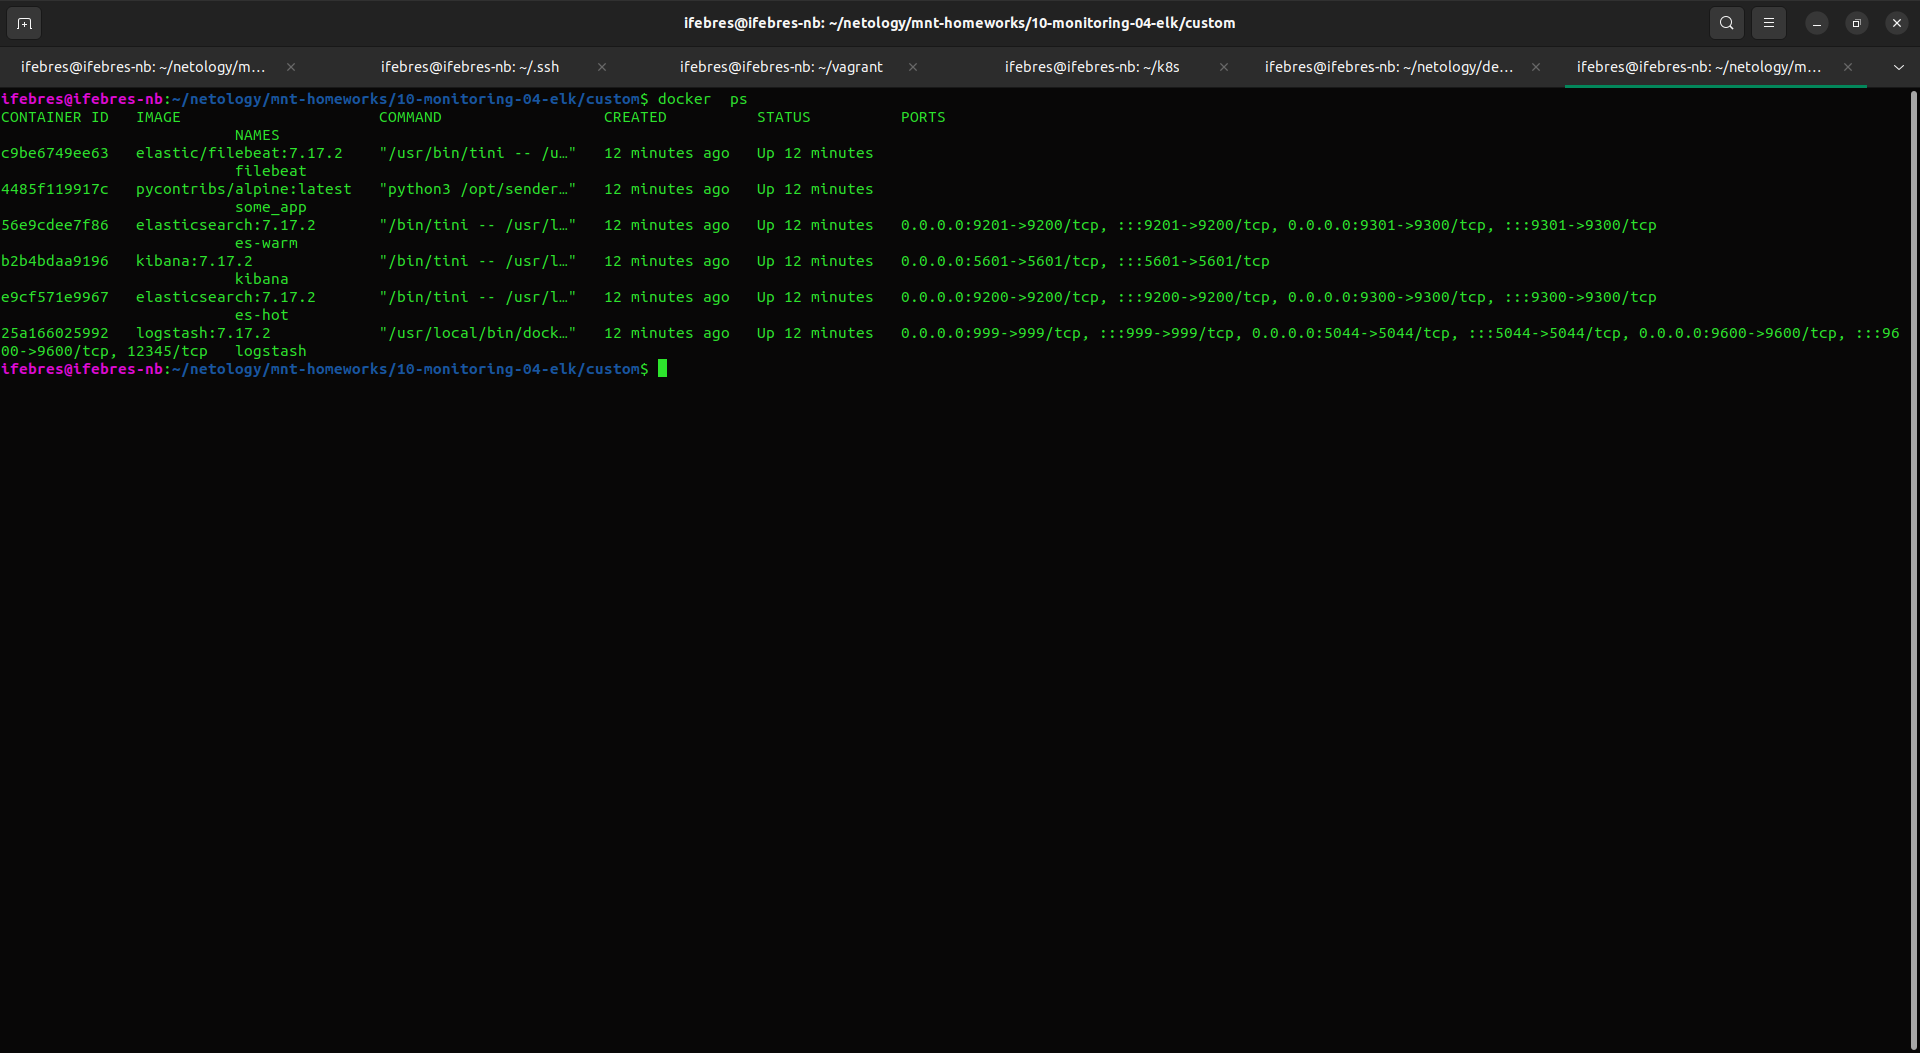 ifebres@ifebres-nb: ~/netology/mnt-homeworks/10-monitoring-04-elk/custom
ifebres@ifebres-nb: ~/netology/m... ifebres@ifebres-nb: ~/.ssh ifebres@ifebres-nb: ~/vagrant ifebres@ifebres-nb: ~/k8s ifebres@ifebres-nb: ~/netology/de... ifebres@ifebres-nb: ~/netology/m...
ifebres@ifebres-nb:~/netology/mnt-homeworks/10-monitoring-04-elk/custom$ docker  ps
CONTAINER ID   IMAGE                      COMMAND                  CREATED          STATUS          PORTS
                          NAMES
c9be6749ee63   elastic/filebeat:7.17.2    "/usr/bin/tini -- /u…"   12 minutes ago   Up 12 minutes
                          filebeat
4485f119917c   pycontribs/alpine:latest   "python3 /opt/sender…"   12 minutes ago   Up 12 minutes
                          some_app
56e9cdee7f86   elasticsearch:7.17.2       "/bin/tini -- /usr/l…"   12 minutes ago   Up 12 minutes   0.0.0.0:9201->9200/tcp, :::9201->9200/tcp, 0.0.0.0:9301->9300/tcp, :::9301->9300/tcp
                          es-warm
b2b4bdaa9196   kibana:7.17.2              "/bin/tini -- /usr/l…"   12 minutes ago   Up 12 minutes   0.0.0.0:5601->5601/tcp, :::5601->5601/tcp
                          kibana
e9cf571e9967   elasticsearch:7.17.2       "/bin/tini -- /usr/l…"   12 minutes ago   Up 12 minutes   0.0.0.0:9200->9200/tcp, :::9200->9200/tcp, 0.0.0.0:9300->9300/tcp, :::9300->9300/tcp
                          es-hot
25a166025992   logstash:7.17.2            "/usr/local/bin/dock…"   12 minutes ago   Up 12 minutes   0.0.0.0:999->999/tcp, :::999->999/tcp, 0.0.0.0:5044->5044/tcp, :::5044->5044/tcp, 0.0.0.0:9600->9600/tcp, :::96
00->9600/tcp, 12345/tcp   logstash
ifebres@ifebres-nb:~/netology/mnt-homeworks/10-monitoring-04-elk/custom$